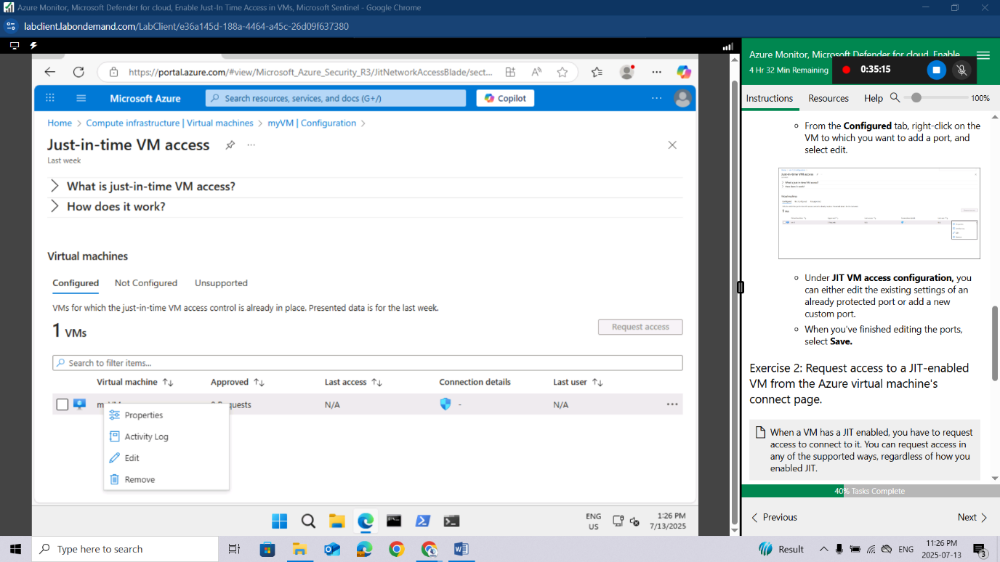 Azure Monitor, Microsoft Defender for cloud, Enable Just-In Time Access in VMs, Microsoft Sentinel - Google Chrome
labclient.labondemand.com/LabClient/e36a145d-188a-4464-a45c-26d09f637380
https://portal.azure.com/#view/Microsoft_Azure_Security_R3/JitNetworkAccessBlade/sect...
Microsoft Azure
Search resources, services, and docs (G+/)
Copilot
Home > Compute infrastructure | Virtual machines > myVM | Configuration >
Just-in-time VM access
Last week
What is just-in-time VM access?
How does it work?
Virtual machines
Configured Not Configured Unsupported
VMs for which the just-in-time VM access control is already in place. Presented data is for the last week.
1 VMs
Request access
Search to filter items...
Virtual machine Approved Last access Connection details Last user
N/A - N/A
Properties
Activity Log
Edit
Remove
ENG
US
1:26 PM
7/13/2025
Azure Monitor, Microsoft Defender for cloud, Enable
4 Hr 32 Min Remaining
0:35:15
Instructions Resources Help 100%
From the Configured tab, right-click on the
VM to which you want to add a port, and
select edit.
Just-in-time VM access
Under JIT VM access configuration, you
can either edit the existing settings of an
already protected port or add a new
custom port.
When you've finished editing the ports,
select Save.
Exercise 2: Request access to a JIT-enabled
VM from the Azure virtual machine's
connect page.
When a VM has a JIT enabled, you have to request
access to connect to it. You can request access in
any of the supported ways, regardless of how you
enabled JIT.
40% Tasks Complete
Previous Next
Type here to search
Result
ENG
11:26 PM
2025-07-13
3